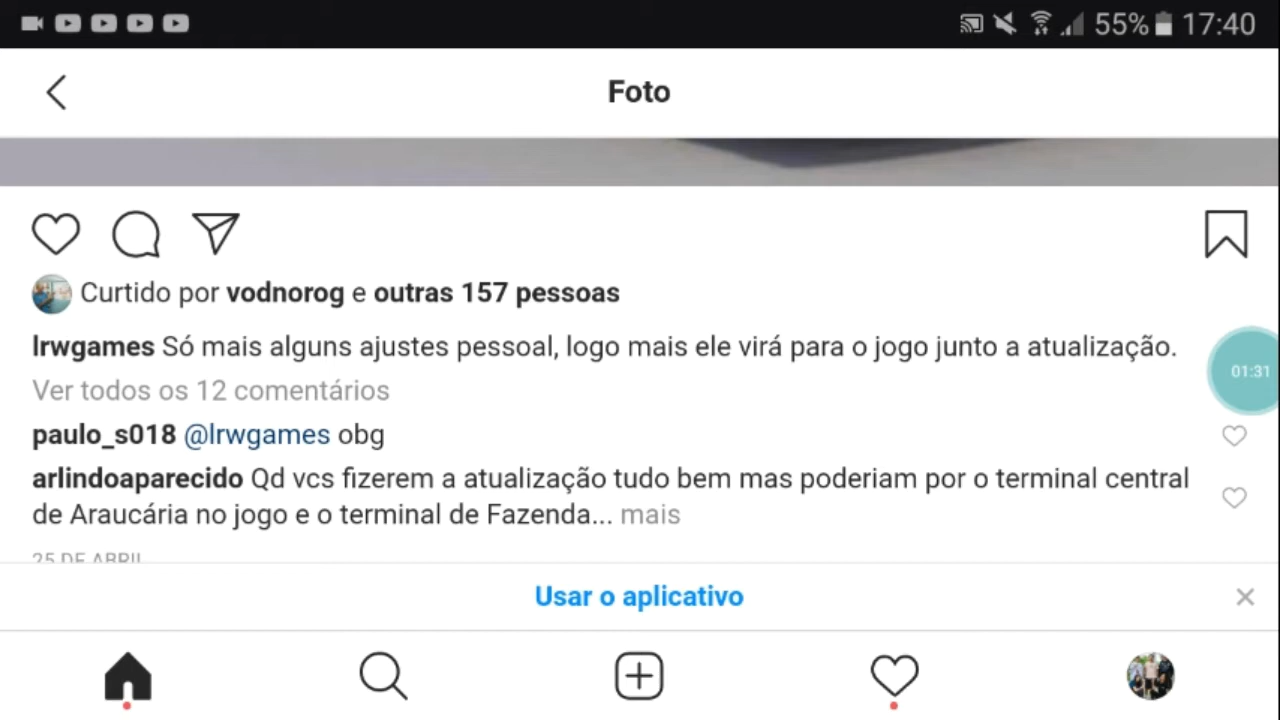 55% 17:40
Foto
Curtido por vodnorog e outras 157 pessoas
lrwgames Só mais alguns ajustes pessoal, logo mais ele virá para o jogo junto a atualização.
01:31
Ver todos os 12 comentários
paulo_s018 @lrwgames obg
arlindoaparecido Qd vcs fizerem a atualização tudo bem mas poderiam por o terminal central
de Araucária no jogo e o terminal de Fazenda... mais
25 DE ABRIL
Usar o aplicativo